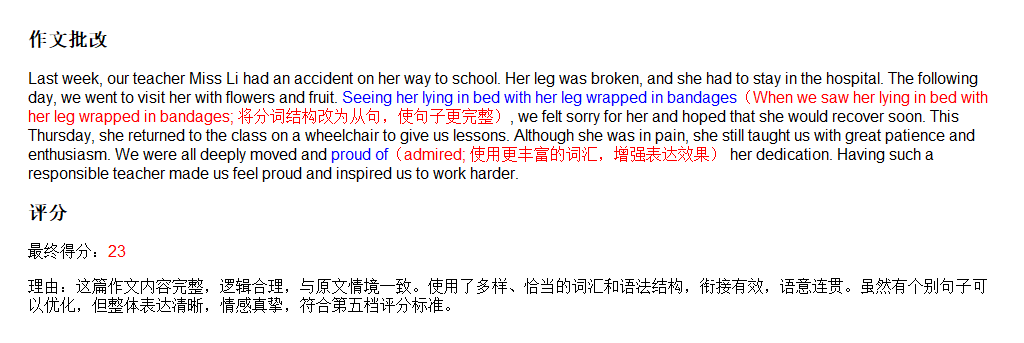 作文批改
Last week, our teacher Miss Li had an accident on her way to school. Her leg was broken, and she had to stay in the hospital. The following
day, we went to visit her with flowers and fruit. Seeing her lying in bed with her leg wrapped in bandages（When we saw her lying in bed with
her leg wrapped in bandages; 将分词结构改为从句，使句子更完整）, we felt sorry for her and hoped that she would recover soon. This
Thursday, she returned to the class on a wheelchair to give us lessons. Although she was in pain, she still taught us with great patience and
enthusiasm. We were all deeply moved and proud of（admired; 使用更丰富的词汇，增强表达效果） her dedication. Having such a
responsible teacher made us feel proud and inspired us to work harder.
评分
最终得分：23
理由：这篇作文内容完整，逻辑合理，与原文情境一致。使用了多样、恰当的词汇和语法结构，衔接有效，语意连贯。虽然有个别句子可
以优化，但整体表达清晰，情感真挚，符合第五档评分标准。